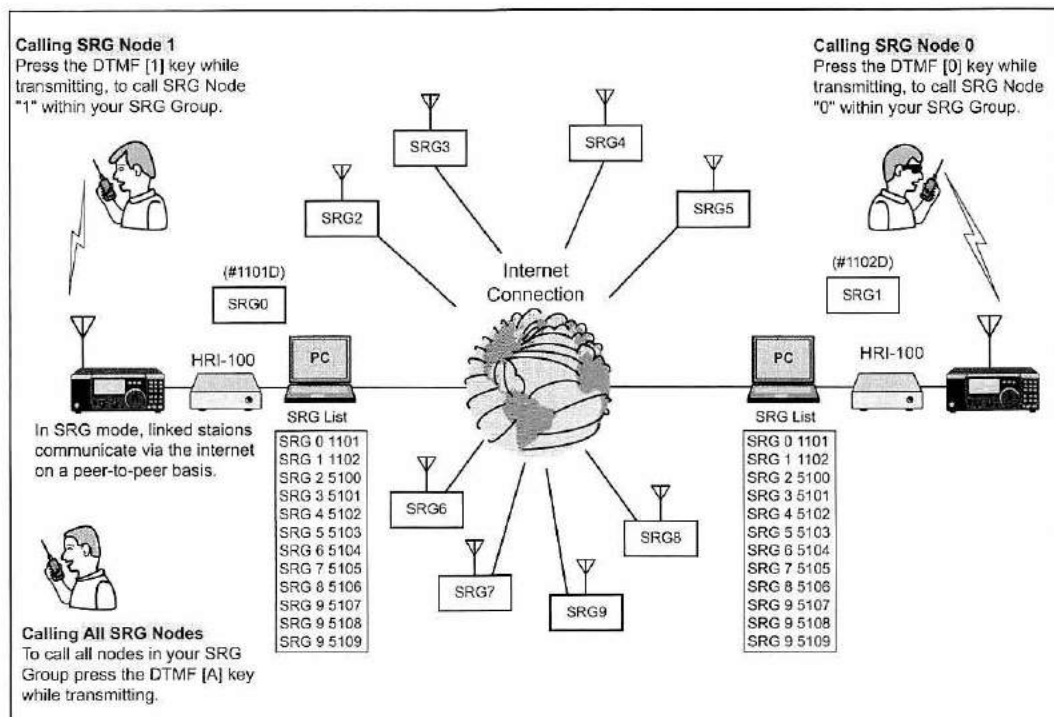 Calling SRG Node 1
Press the DTMF [1] key while
transmitting, to call SRG Node
"1" within your SRG Group.
Calling SRG Node 0
Press the DTMF [0] key while
transmitting, to call SRG Node
"0" within your SRG Group.
SRG3
SRG4
SRG2
SRG5
(#1101D)
SRG0
Internet
Connection
(#1102D)
SRG1
HRI-100
PC
PC
HRI-100
In SRG mode, linked staions
communicate via the internet
on a peer-to-peer basis.
SRG List
SRG 0 1101
SRG 1 1102
SRG 2 5100
SRG 3 5101
SRG 4 5102
SRG 5 5103
SRG 6 5104
SRG 7 5105
SRG 8 5106
SRG 9 5107
SRG 9 5108
SRG 9 5109
SRG6
SRG7
SRG9
SRG8
SRG List
SRG 0 1101
SRG 1 1102
SRG 2 5100
SRG 3 5101
SRG 4 5102
SRG 5 5103
SRG 6 5104
SRG 7 5105
SRG 8 5106
SRG 9 5107
SRG 9 5108
SRG 9 5109
Calling All SRG Nodes
To call all nodes in your SRG
Group press the DTMF [A] key
while transmitting.